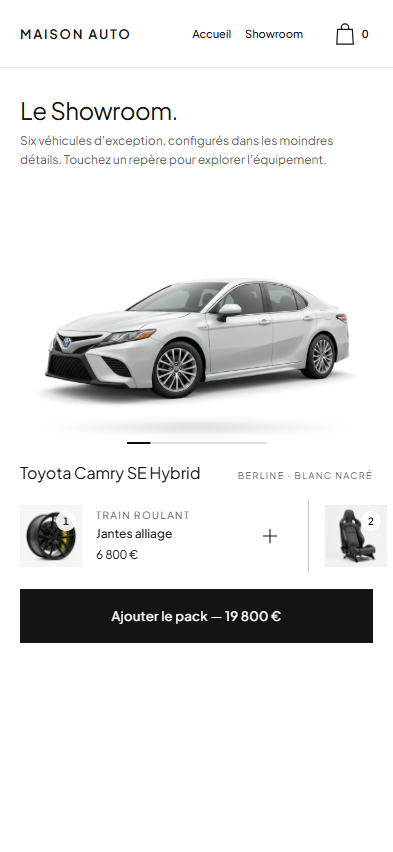 MAISON AUTO
Accueil Showroom 0
Le Showroom.
Six véhicules d'exception, configurés dans les moindres
détails. Touchez un repère pour explorer l'équipement.
Toyota Camry SE Hybrid
BERLINE · BLANC NACRÉ
1
TRAIN ROULANT
Jantes alliage
6 800 €
2
Ajouter le pack — 19 800 €